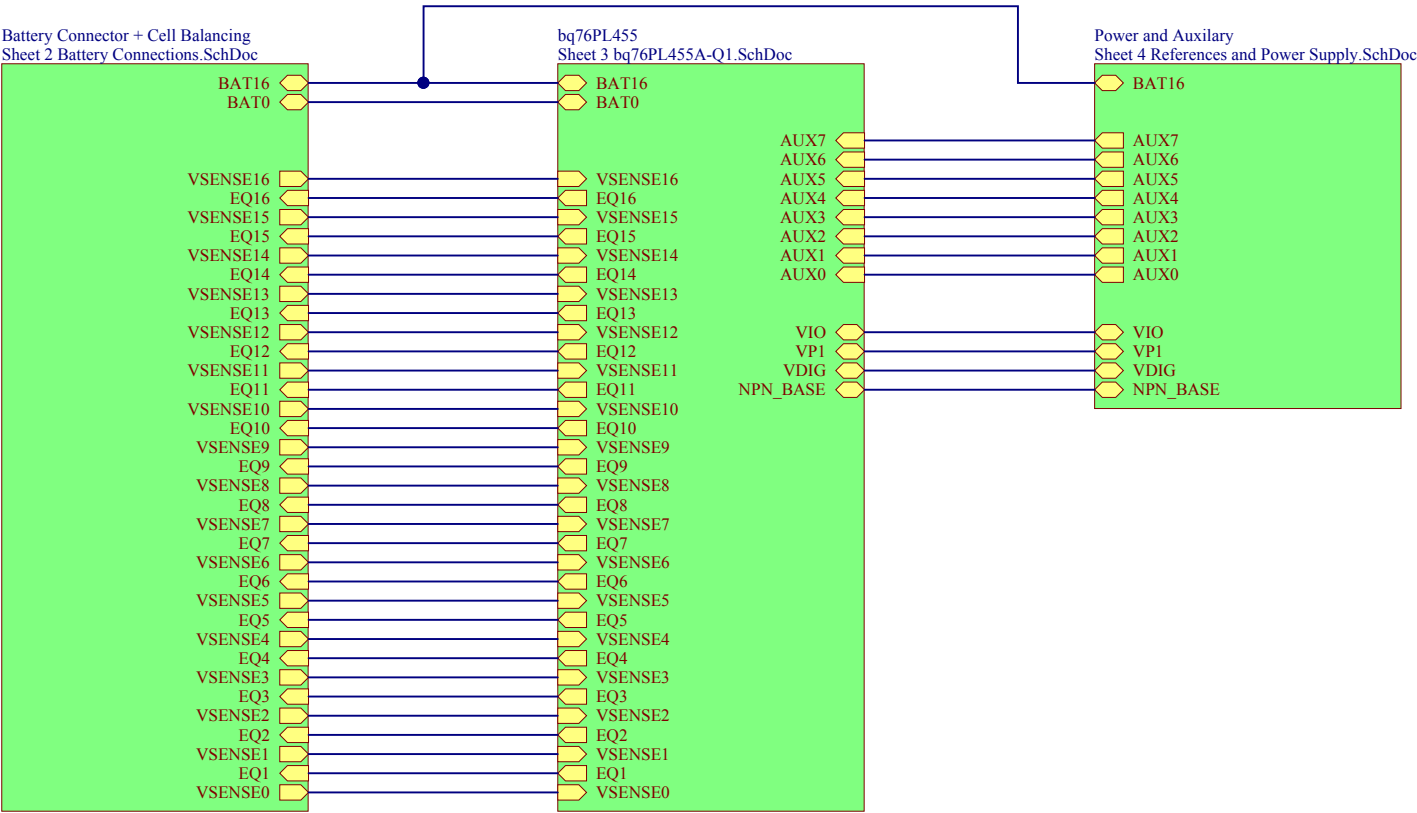 Battery Connector + Cell Balancing
Sheet 2 Battery Connections.SchDoc
BAT16
BAT0
VSENSE16
EQ16
VSENSE15
EQ15
VSENSE14
EQ14
VSENSE13
EQ13
VSENSE12
EQ12
VSENSE11
EQ11
VSENSE10
EQ10
VSENSE9
EQ9
VSENSE8
EQ8
VSENSE7
EQ7
VSENSE6
EQ6
VSENSE5
EQ5
VSENSE4
EQ4
VSENSE3
EQ3
VSENSE2
EQ2
VSENSE1
EQ1
VSENSE0
bq76PL455
Sheet 3 bq76PL455A-Q1.SchDoc
BAT16
BAT0
VSENSE16
EQ16
VSENSE15
EQ15
VSENSE14
EQ14
VSENSE13
EQ13
VSENSE12
EQ12
VSENSE11
EQ11
VSENSE10
EQ10
VSENSE9
EQ9
VSENSE8
EQ8
VSENSE7
EQ7
VSENSE6
EQ6
VSENSE5
EQ5
VSENSE4
EQ4
VSENSE3
EQ3
VSENSE2
EQ2
VSENSE1
EQ1
VSENSE0
AUX7
AUX6
AUX5
AUX4
AUX3
AUX2
AUX1
AUX0
VIO
VP1
VDIG
NPN_BASE
Power and Auxilary
Sheet 4 References and Power Supply.SchDoc
BAT16
AUX7
AUX6
AUX5
AUX4
AUX3
AUX2
AUX1
AUX0
VIO
VP1
VDIG
NPN_BASE